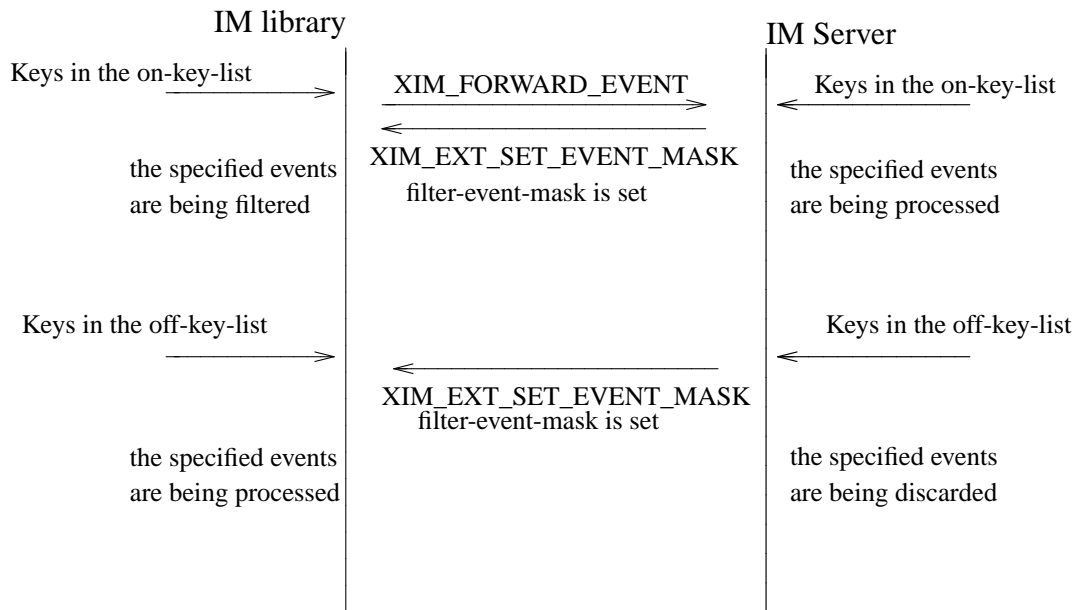 IM library
IM Server
Keys in the on-key-list
XIM_FORWARD_EVENT
Keys in the on-key-list
XIM_EXT_SET_EVENT_MASK
filter-event-mask is set
the specified events
are being filtered
the specified events
are being processed
Keys in the off-key-list
Keys in the off-key-list
XIM_EXT_SET_EVENT_MASK
filter-event-mask is set
the specified events
are being processed
the specified events
are being discarded